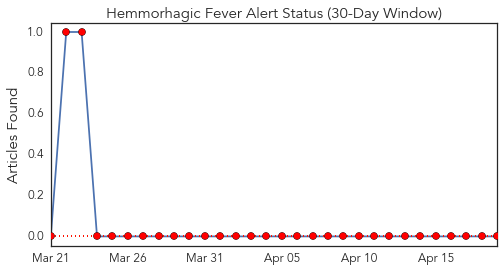 Hemmorhagic Fever Alert Status (30-Day Window)
Articles Found
1.0
0.8
0.6
0.4
0.2
0.0
Mar 21 Mar 26 Mar 31 Apr 05 Apr 10 Apr 15